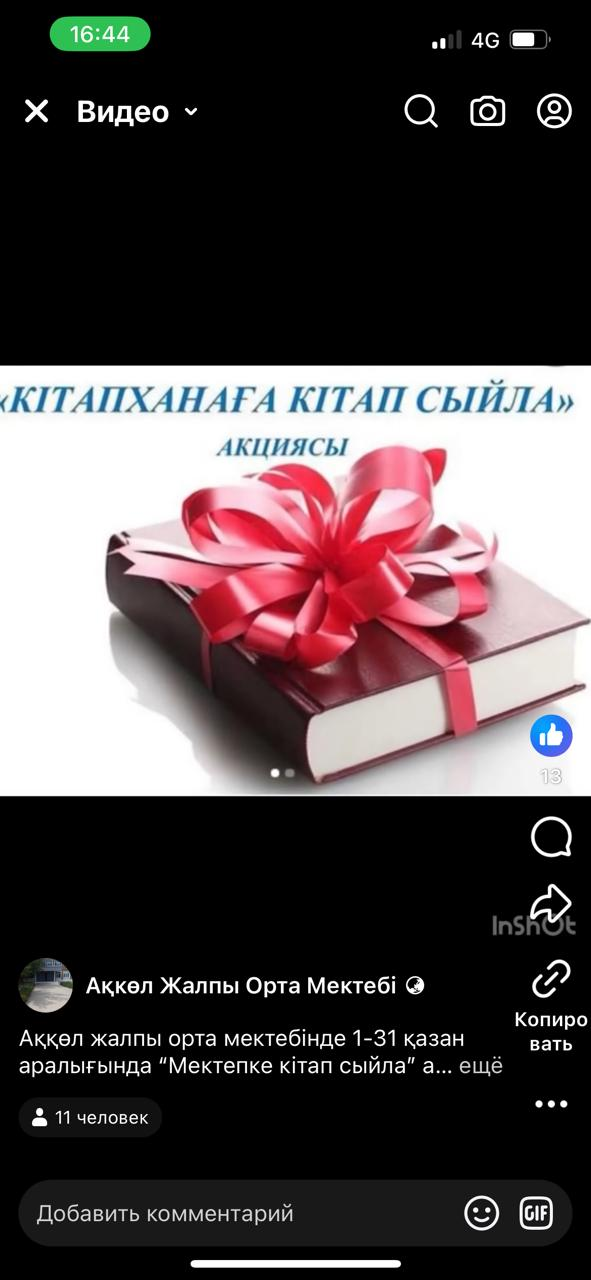 16:44
4G
Видео
«КІТАПХАНАҒА КІТАП СЫЙЛА»
АКЦИЯСЫ
13
InShOt
Ақкөл Жалпы Орта Мектебі
Копиро
вать
Аққөл жалпы орта мектебінде 1-31 қазан
аралығында “Мектепке кітап сыйла” а... ещё
11 человек
Добавить комментарий
GIF